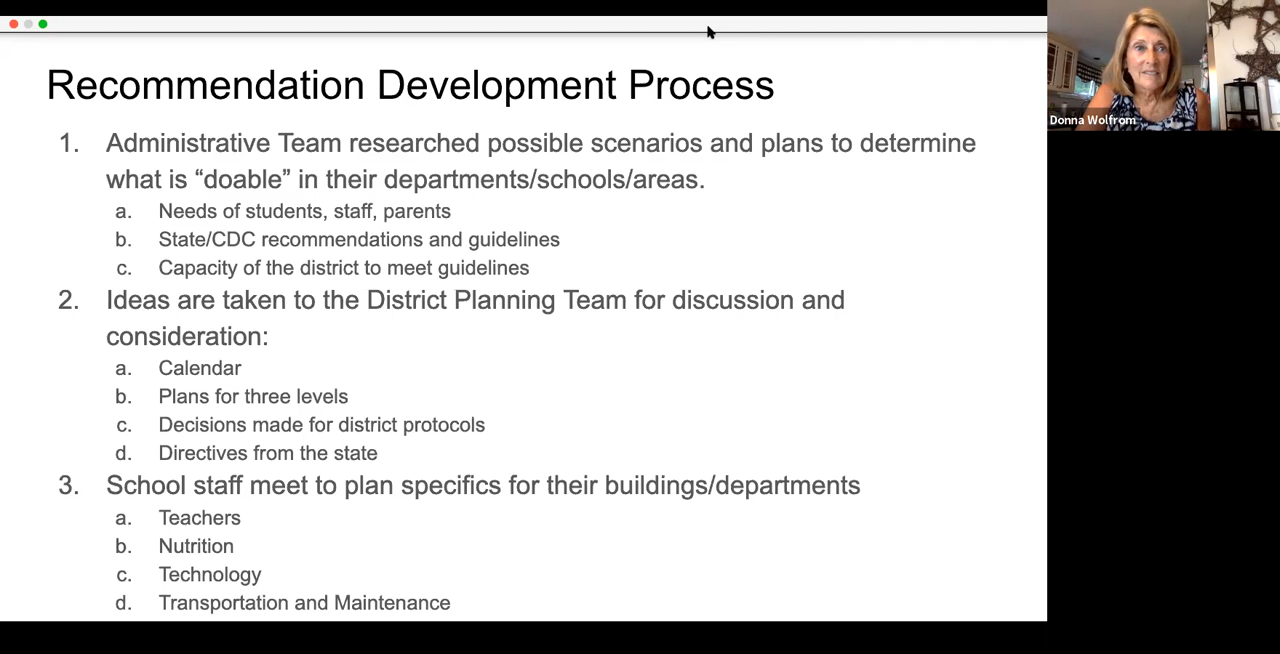 Recommendation Development Process
1. Administrative Team researched possible scenarios and plans to determine
what is “doable” in their departments/schools/areas.
a. Needs of students, staff, parents
b. State/CDC recommendations and guidelines
c. Capacity of the district to meet guidelines
2. Ideas are taken to the District Planning Team for discussion and
consideration:
a. Calendar
b. Plans for three levels
c. Decisions made for district protocols
d. Directives from the state
3. School staff meet to plan specifics for their buildings/departments
a. Teachers
b. Nutrition
c. Technology
d. Transportation and Maintenance
Donna Wolfrom